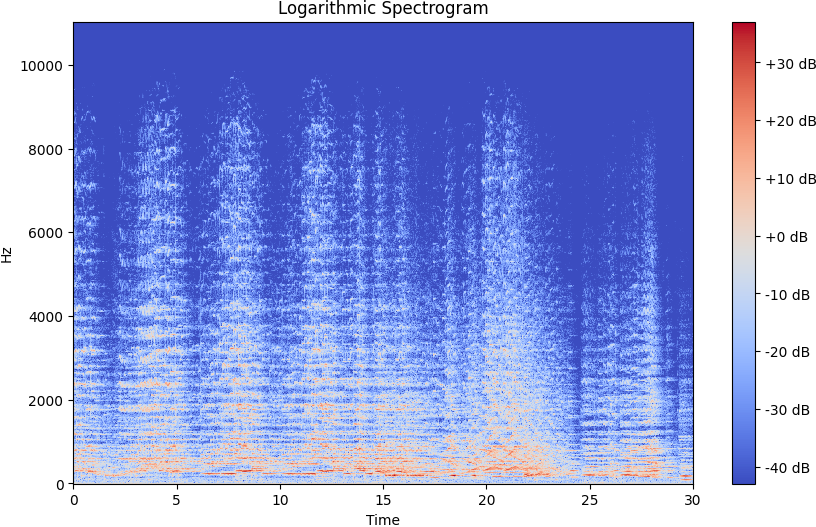 Logarithmic Spectrogram
Hz
10000
8000
6000
4000
2000
0
0 5 10 15 20 25 30
Time
+30 dB
+20 dB
+10 dB
+0 dB
-10 dB
-20 dB
-30 dB
-40 dB